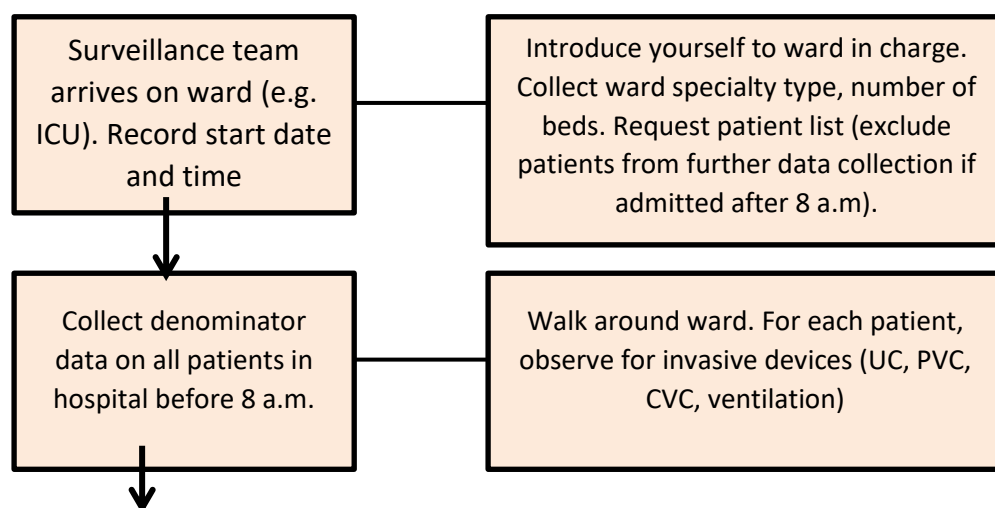 Surveillance team
arrives on ward (e.g.
ICU). Record start date
and time
Introduce yourself to ward in charge.
Collect ward specialty type, number of
beds. Request patient list (exclude
patients from further data collection if
admitted after 8 a.m).
Collect denominator
data on all patients in
hospital before 8 a.m.
Walk around ward. For each patient,
observe for invasive devices (UC, PVC,
CVC, ventilation)